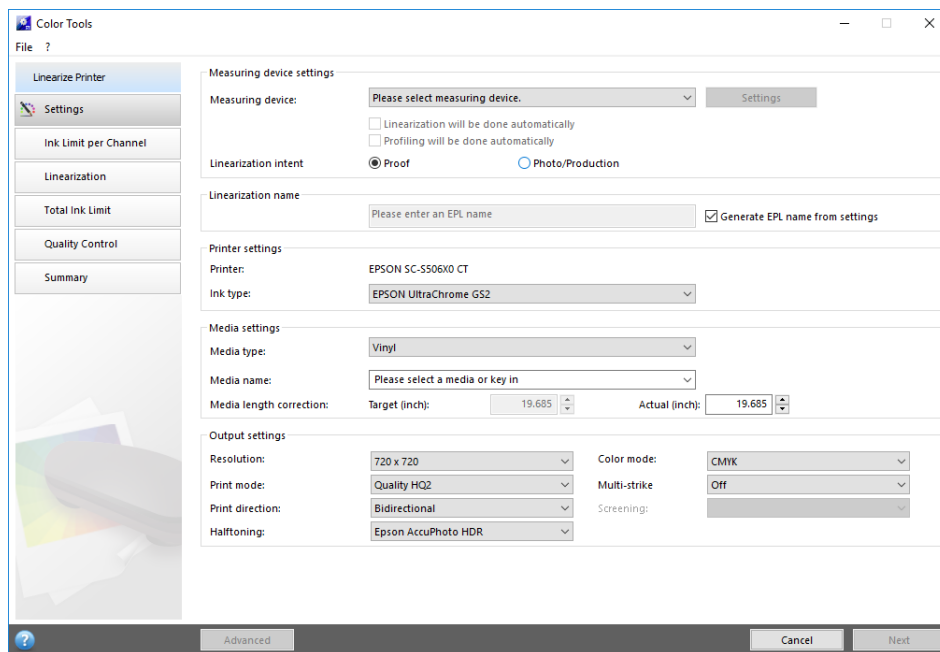 Color Tools
File ?
Linearize Printer
Settings
Ink Limit per Channel
Linearization
Total Ink Limit
Quality Control
Summary
Measuring device settings
Measuring device: Please select measuring device. Settings
Linearization will be done automatically
Profiling will be done automatically
Linearization intent Proof Photo/Production
Linearization name
Please enter an EPL name Generate EPL name from settings
Printer settings
Printer: EPSON SC-S506X0 CT
Ink type: EPSON UltraChrome GS2
Media settings
Media type: Vinyl
Media name: Please select a media or key in
Media length correction: Target (inch): 19.685 Actual (inch): 19.685
Output settings
Resolution: 720 x 720 Color mode: CMYK
Print mode: Quality HQ2 Multi-strike Off
Print direction: Bidirectional Screening:
Halftoning: Epson AccuPhoto HDR
? Advanced Cancel Next